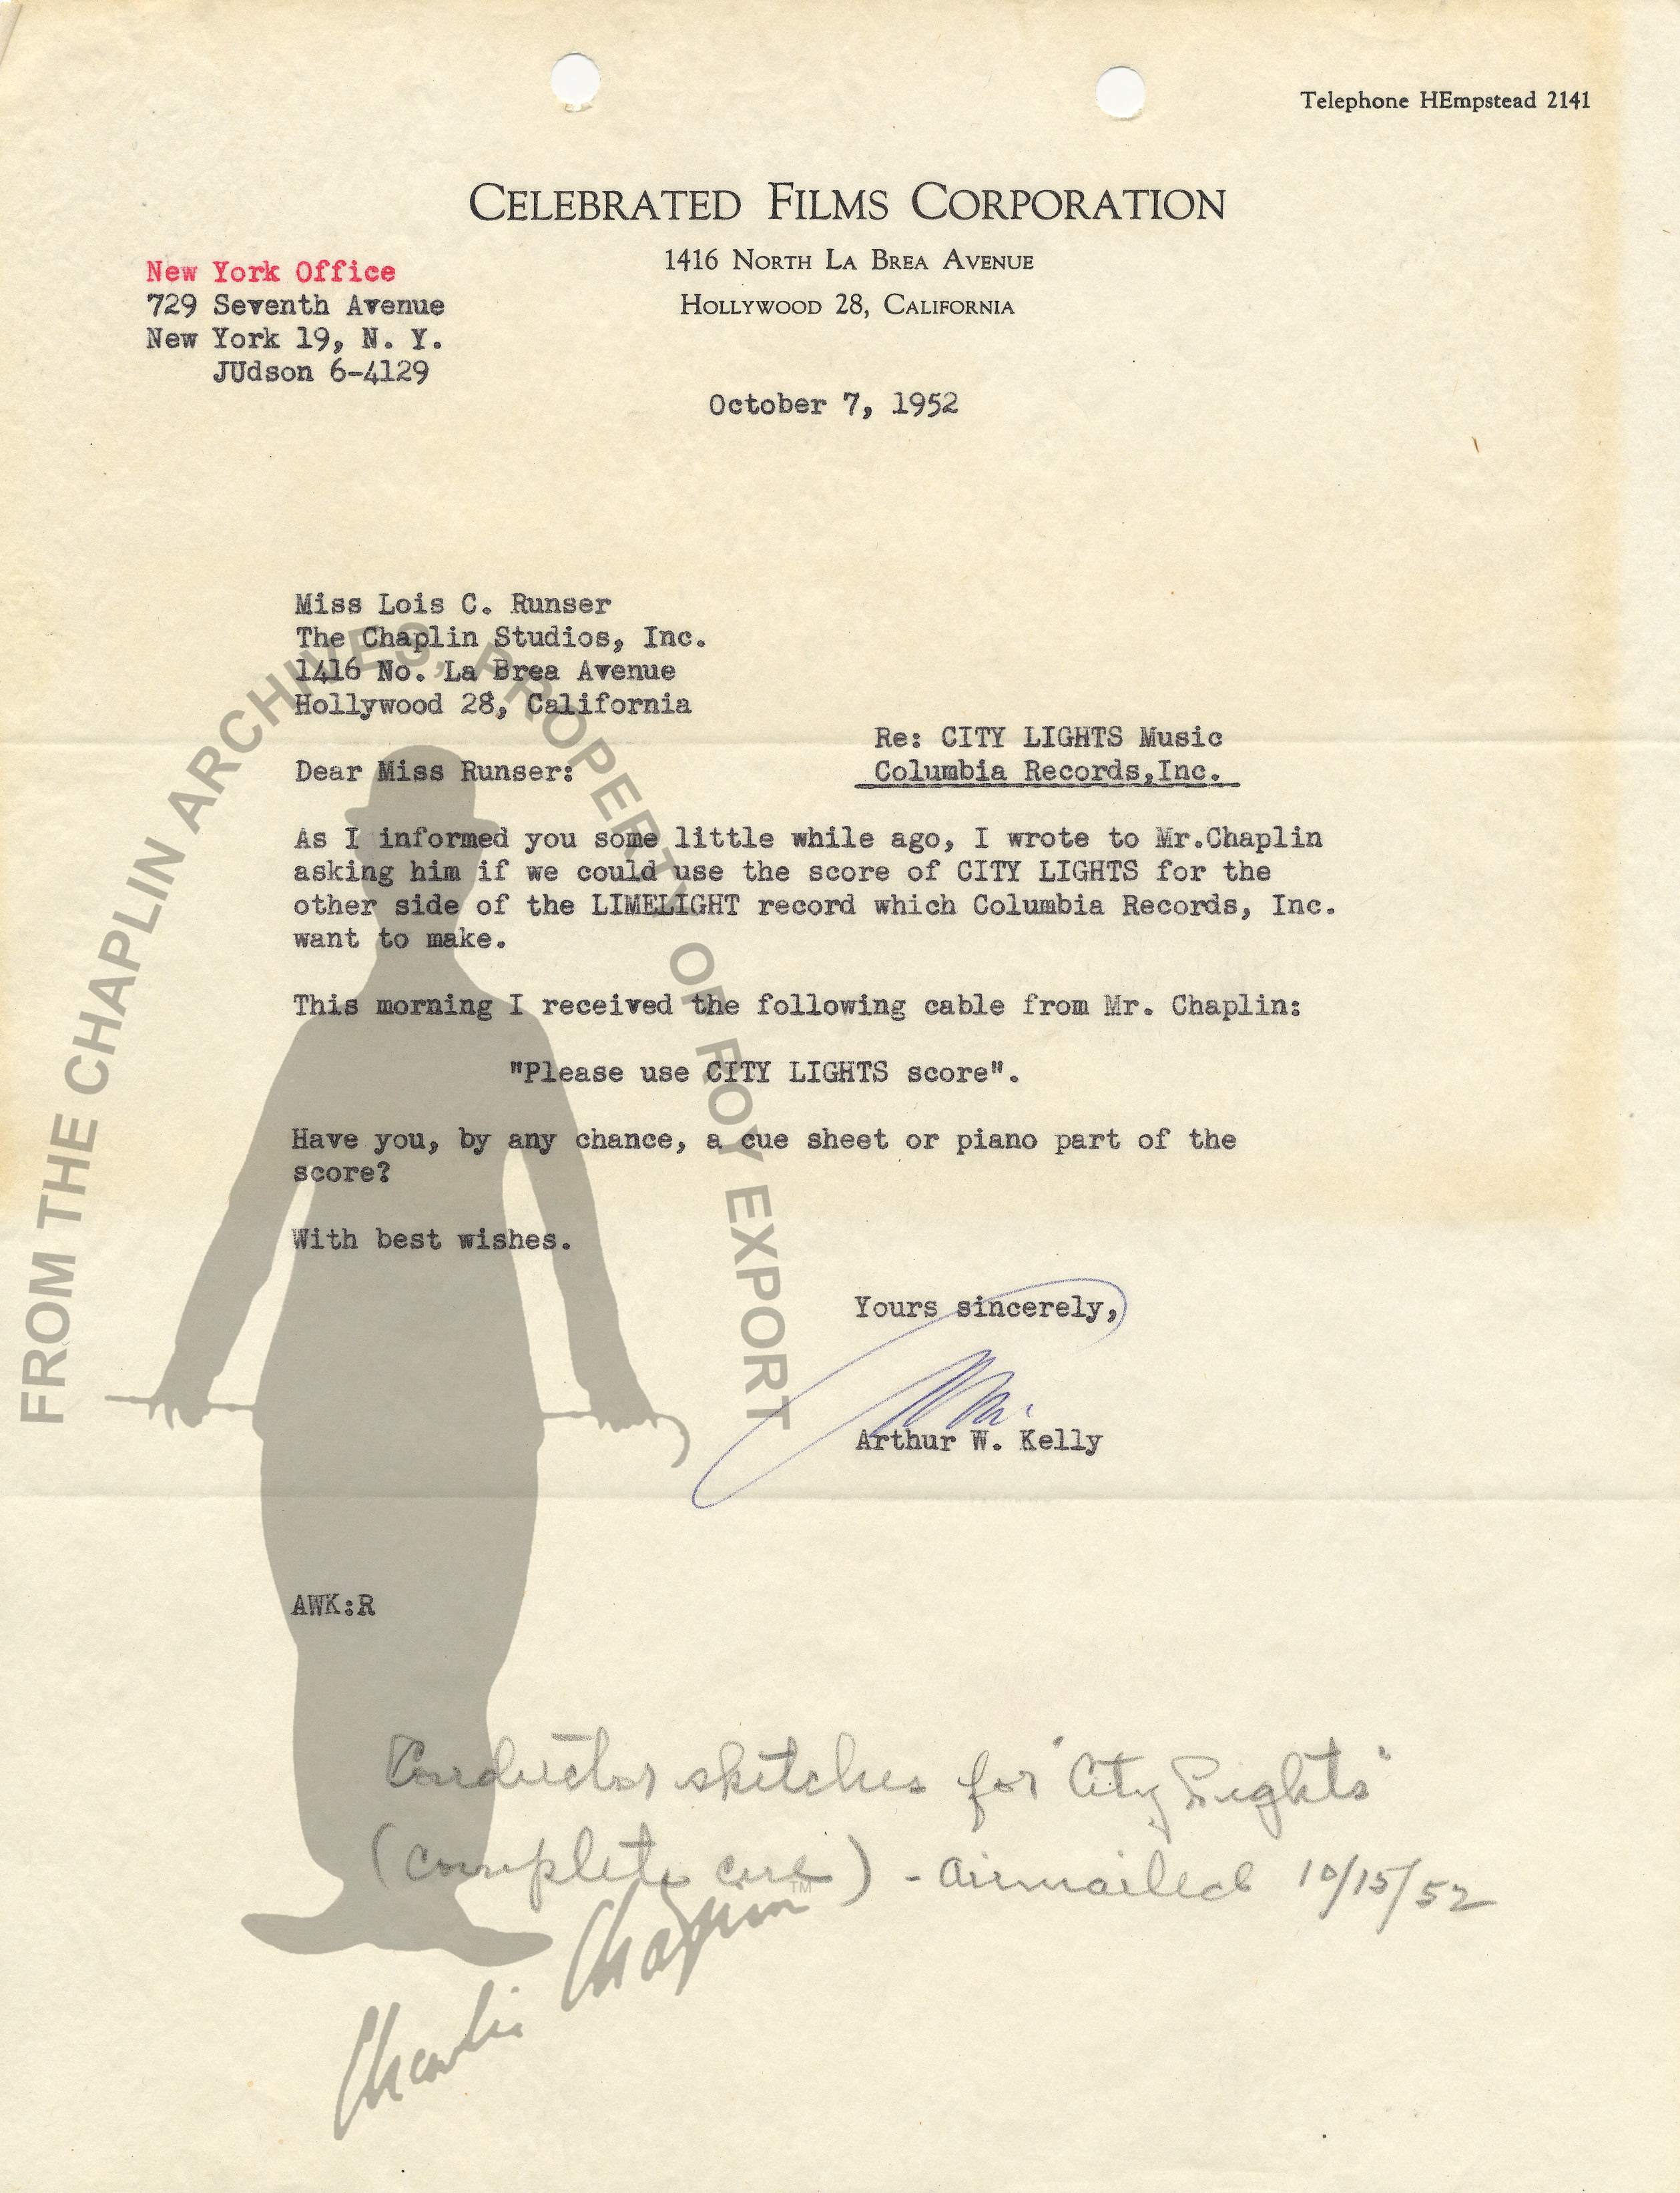 Telephone HEmpstead 2141
CELEBRATED FILMS CORPORATION
1416 NORTH LA BREA AVENUE
HOLLYWOOD 28, CALIFORNIA
New York Office
729 Seventh Avenue
New York 19, N. Y.
JUdson 6-4129
October 7, 1952
Miss Lois C. Runser
The Chaplin Studios, Inc.
1416 No. La Brea Avenue
Hollywood 28, California
Re: CITY LIGHTS Music
Columbia Records,Inc.
Dear Miss Runser:
As I informed you some little while ago, I wrote to Mr.Chaplin
asking him if we could use the score of CITY LIGHTS for the
other side of the LIMELIGHT record which Columbia Records, Inc.
want to make.
This morning I received the following cable from Mr. Chaplin:
"Please use CITY LIGHTS score".
Have you, by any chance, a cue sheet or piano part of the
score?
With best wishes.
Yours sincerely,
Arthur W. Kelly
AWK:R
Conductor sketches for "City Lights"
(complete) - airmailed 10/15/52
FROM THE CHAPLIN ARCHIVES, PROPERTY OF ROY EXPORT
Charlie Chaplin
TM